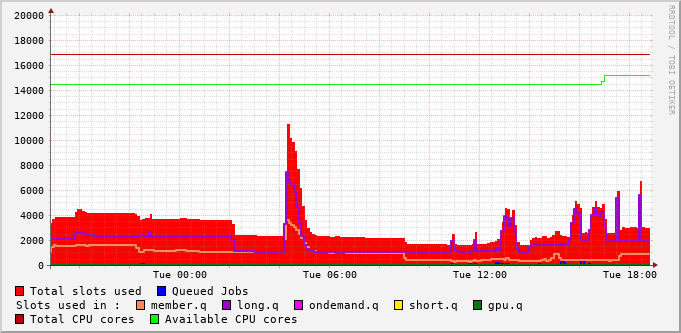 20000
18000
16000
14000
12000
10000
8000
6000
4000
2000
0
Tue 00:00 Tue 06:00 Tue 12:00 Tue 18:00
RRDTOOL / TOBI OETIKER
Total slots used Queued Jobs
Slots used in : member.q long.q ondemand.q short.q gpu.q
Total CPU cores Available CPU cores